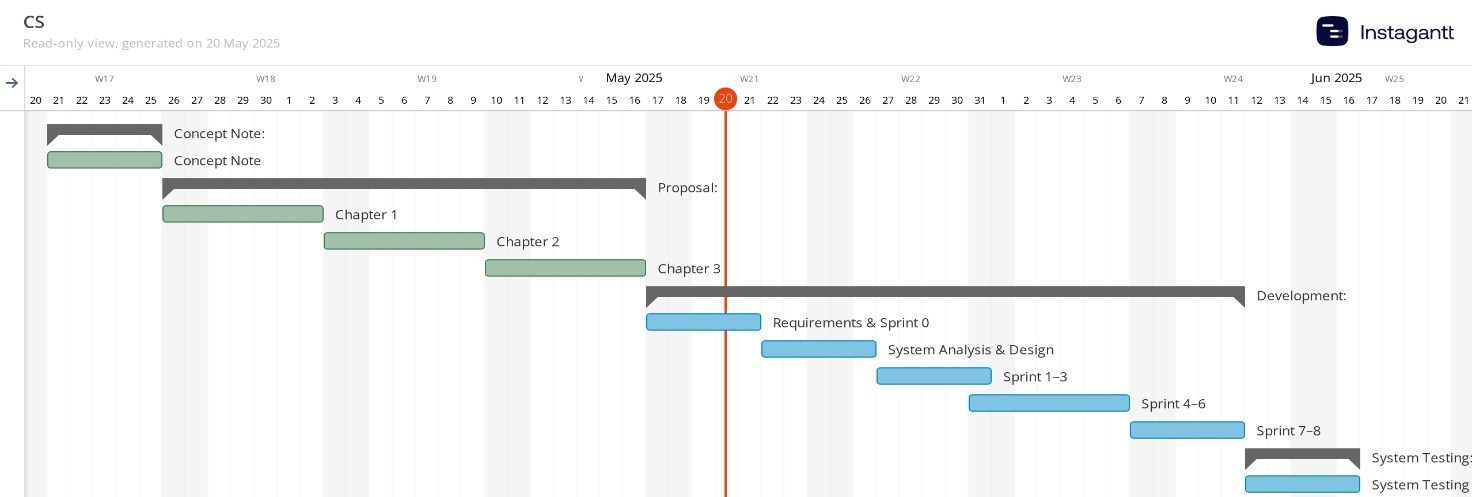 CS
Read-only view, generated on 20 May 2025
Instagantt
W17 W18 W19 W May 2025 W21 W22 W23 W24 Jun 2025 W25
20 21 22 23 24 25 26 27 28 29 30 1 2 3 4 5 6 7 8 9 10 11 12 13 14 15 16 17 18 19 20 21 22 23 24 25 26 27 28 29 30 31 1 2 3 4 5 6 7 8 9 10 11 12 13 14 15 16 17 18 19 20 21
Concept Note:
Concept Note
Proposal:
Chapter 1
Chapter 2
Chapter 3
Development:
Requirements & Sprint 0
System Analysis & Design
Sprint 1–3
Sprint 4–6
Sprint 7–8
System Testing:
System Testing